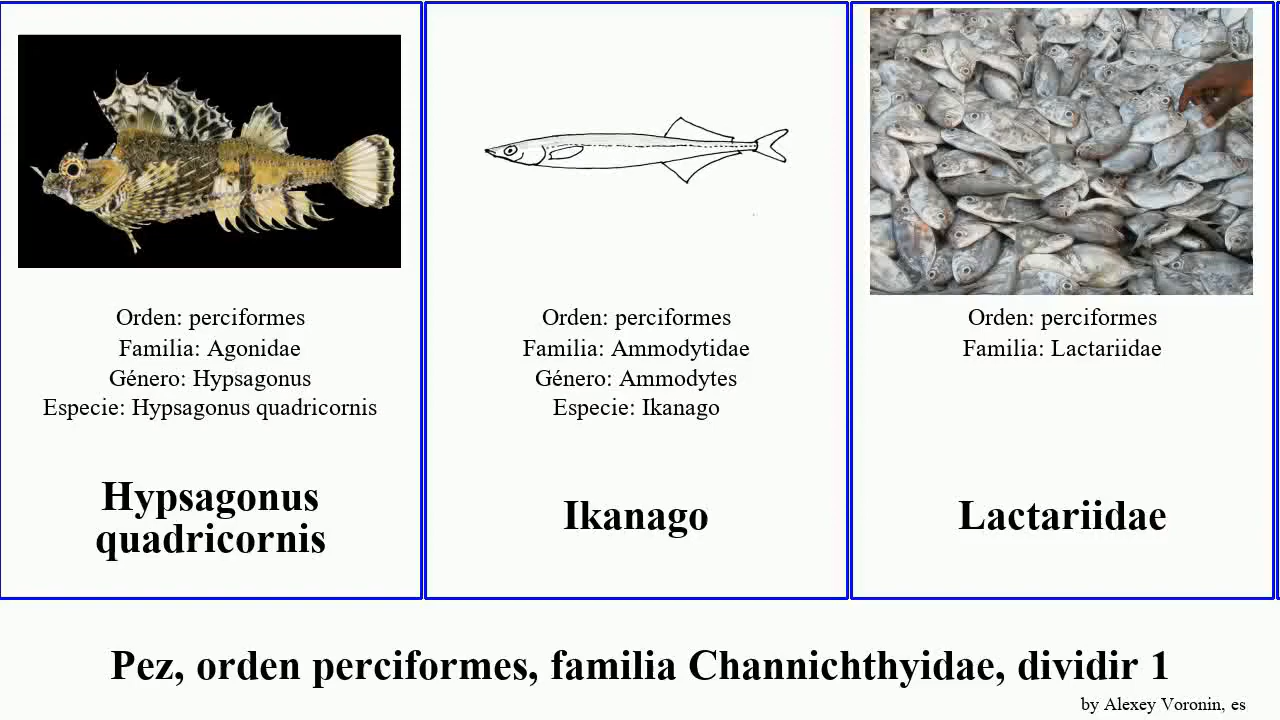 Orden: perciformes
Familia: Agonidae
Género: Hypsagonus
Especie: Hypsagonus quadricornis
Hypsagonus
quadricornis
Orden: perciformes
Familia: Ammodytidae
Género: Ammodytes
Especie: Ikanago
Ikanago
Orden: perciformes
Familia: Lactariidae
Lactariidae
Pez, orden perciformes, familia Channichthyidae, dividir 1
by Alexey Voronin, es